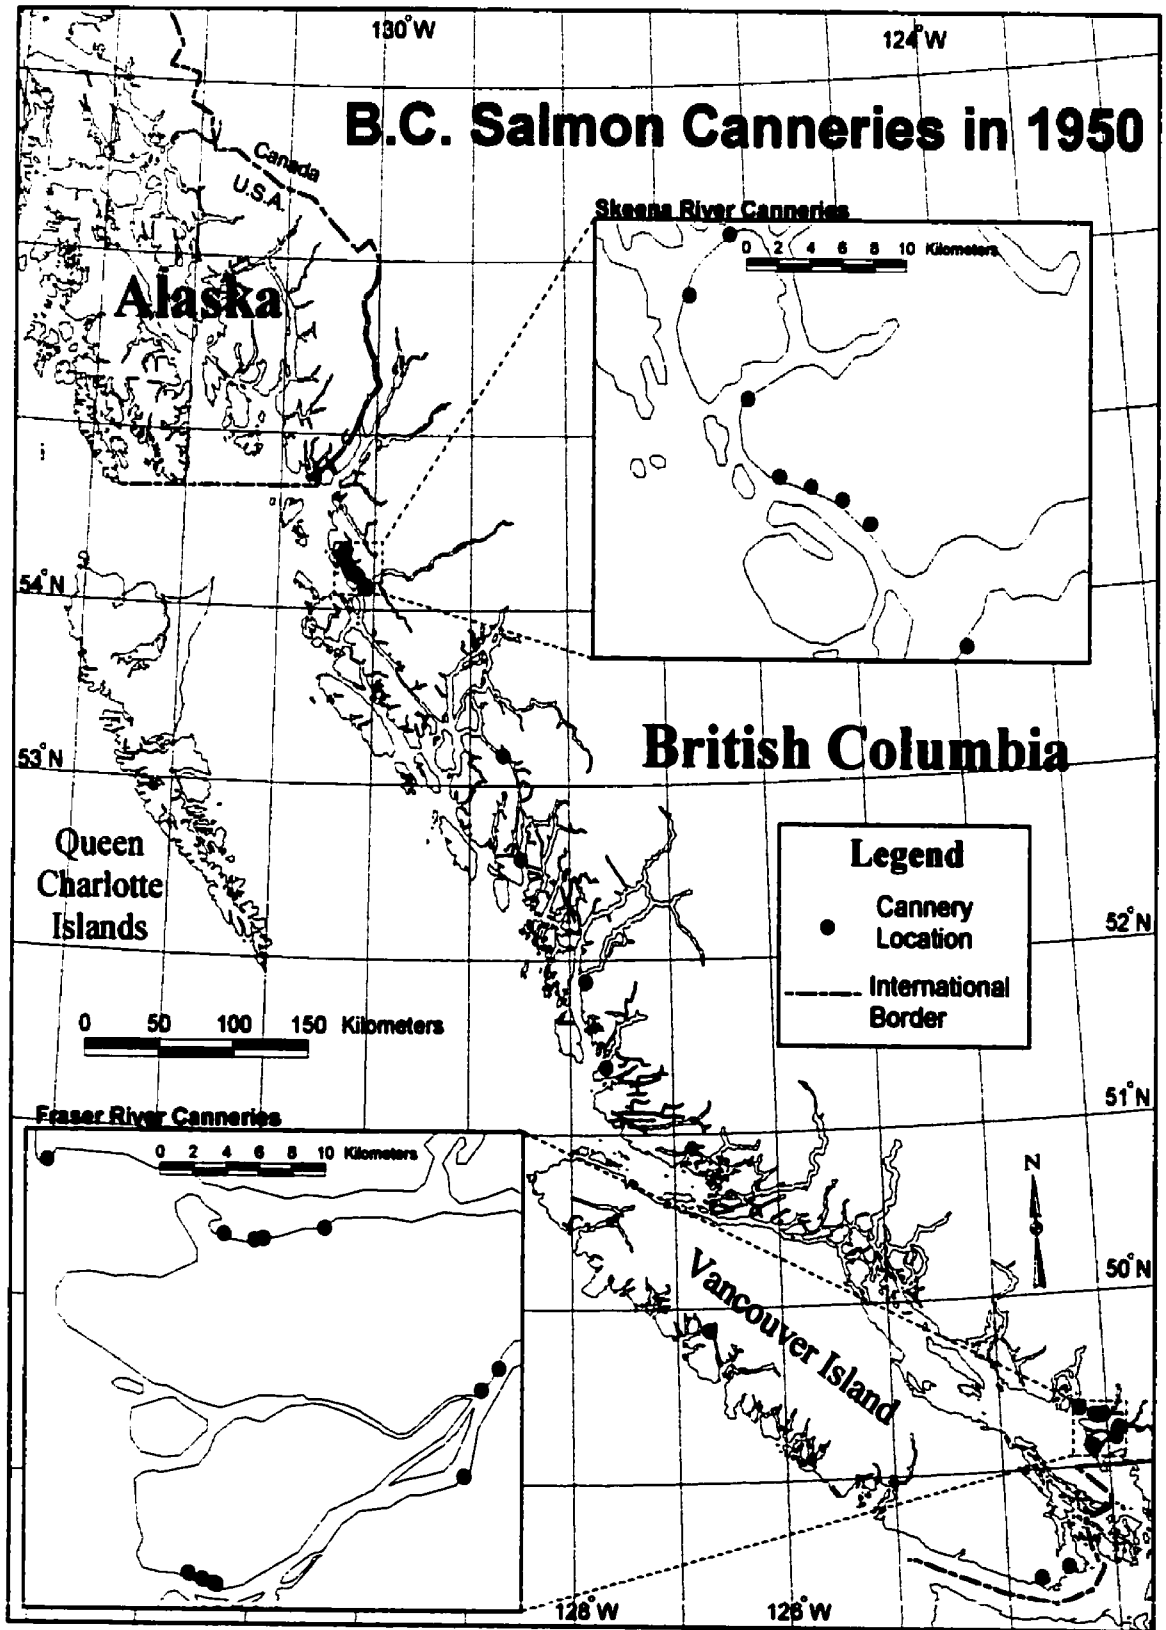 130°W
124°W
B.C. Salmon Canneries in 1950
Canada
U.S.A.
Skeena River Canneries
0 2 4 6 8 10 Kilometers
Alaska
54°N
53°N
British Columbia
Queen
Charlotte
Islands
Legend
Cannery
Location
International
Border
52°N
0 50 100 150 Kilometers
51°N
Fraser River Canneries
0 2 4 6 8 10 Kilometers
N
50°N
Vancouver Island
128°W
126°W